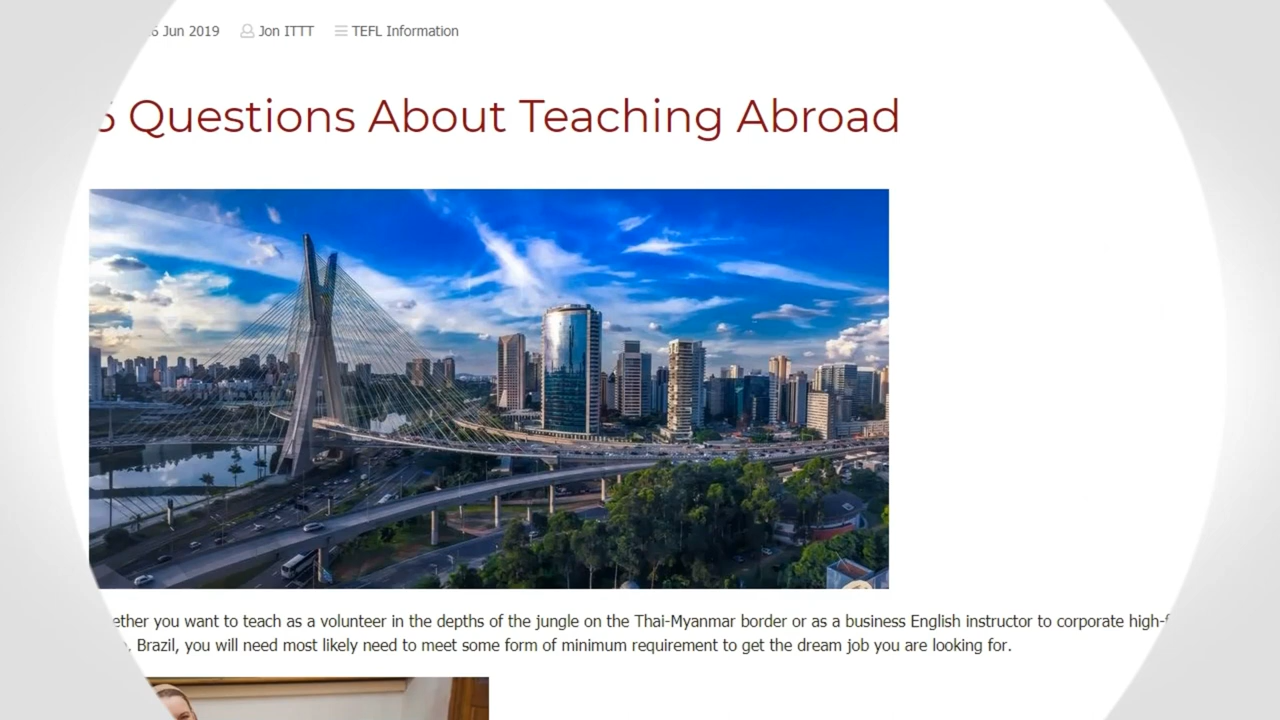 Jun 2019 Jon ITTT TEFL Information
Questions About Teaching Abroad
you want to teach as a volunteer in the depths of the jungle on the Thai-Myanmar border or as a business English instructor to corporate
Brazil, you will need most likely need to meet some form of minimum requirement to get the dream job you are looking for.